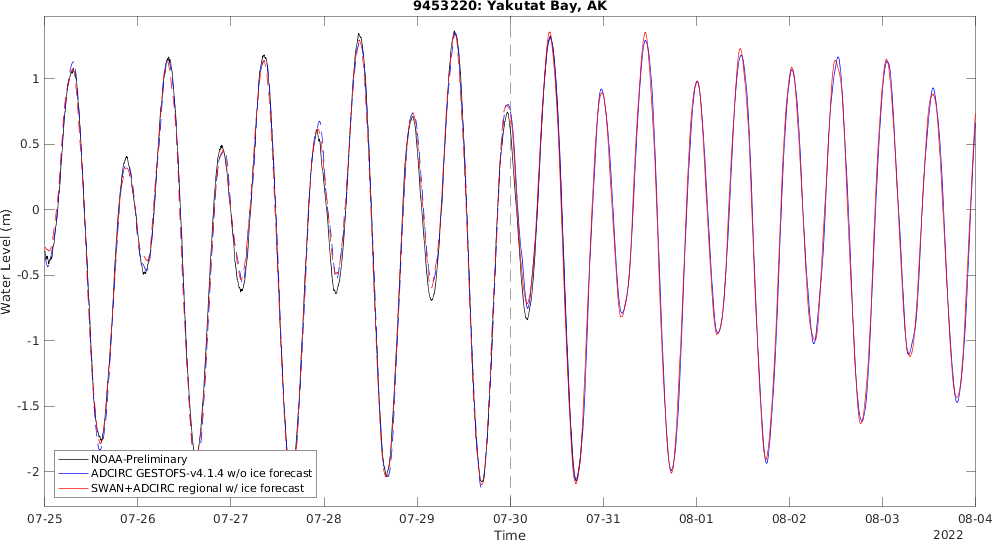 9453220: Yakutat Bay, AK
Water Level (m)
1
0.5
0
-0.5
-1
-1.5
-2
NOAA-Preliminary
ADCIRC GESTOFS-v4.1.4 w/o ice forecast
SWAN+ADCIRC regional w/ ice forecast
07-25 07-26 07-27 07-28 07-29 07-30 07-31 08-01 08-02 08-03 08-04
Time
2022